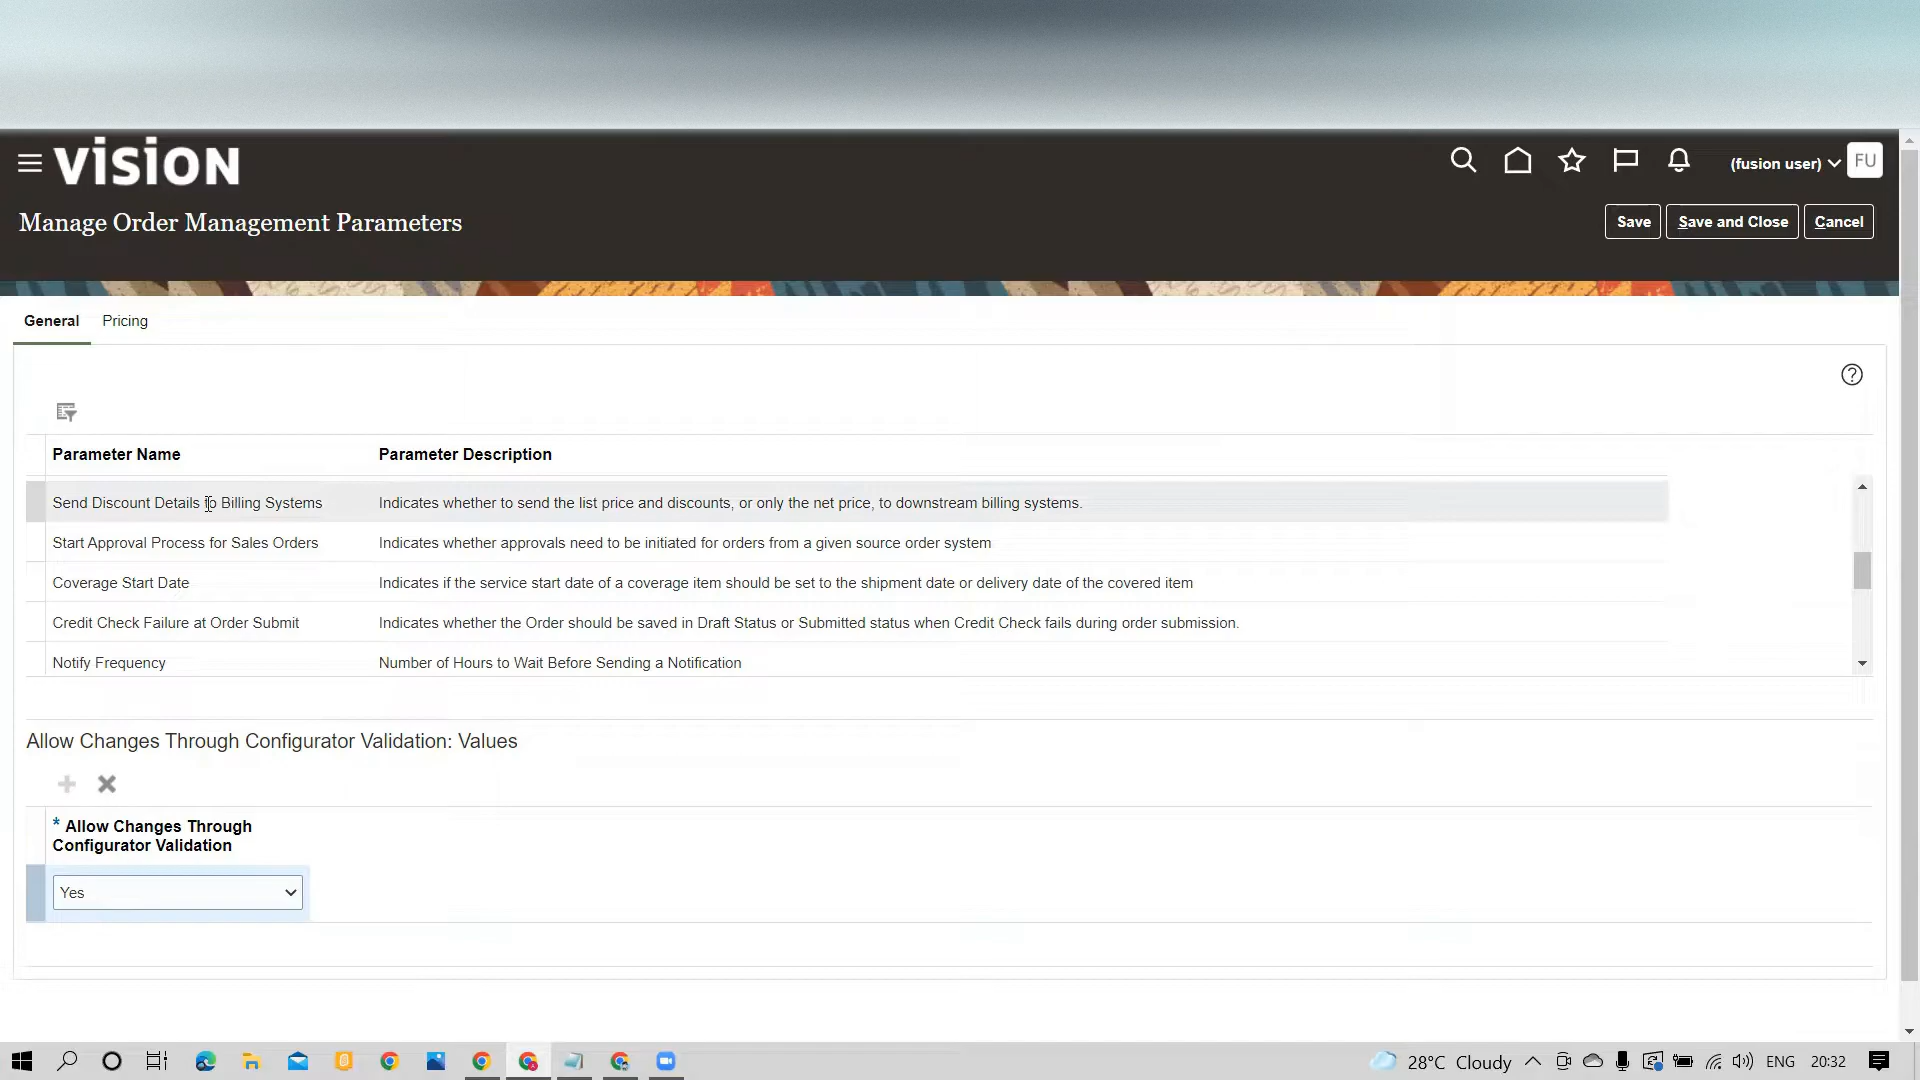 vision
(fusion user)
FU
Manage Order Management Parameters
Save
Save and Close
Cancel
General
Pricing
Parameter Name
Parameter Description
Send Discount Details to Billing Systems
Indicates whether to send the list price and discounts, or only the net price, to downstream billing systems.
Start Approval Process for Sales Orders
Indicates whether approvals need to be initiated for orders from a given source order system
Coverage Start Date
Indicates if the service start date of a coverage item should be set to the shipment date or delivery date of the covered item
Credit Check Failure at Order Submit
Indicates whether the Order should be saved in Draft Status or Submitted status when Credit Check fails during order submission.
Notify Frequency
Number of Hours to Wait Before Sending a Notification
Allow Changes Through Configurator Validation: Values
* Allow Changes Through
Configurator Validation
Yes
28°C Cloudy
ENG
20:32